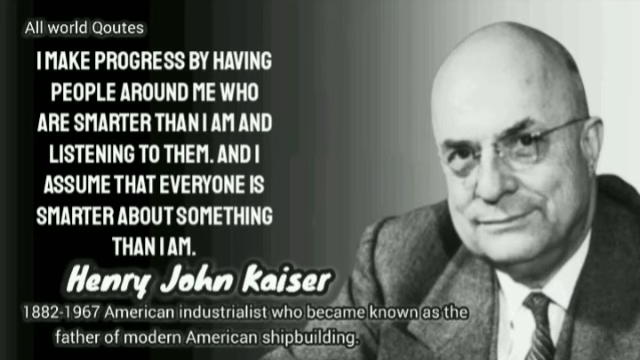 All world Qoutes
I MAKE PROGRESS BY HAVING
PEOPLE AROUND ME WHO
ARE SMARTER THAN I AM AND
LISTENING TO THEM. AND I
ASSUME THAT EVERYONE IS
SMARTER ABOUT SOMETHING
THAN I AM.
Henry John Kaiser
1882-1967 American industrialist who became known as the
father of modern American shipbuilding.